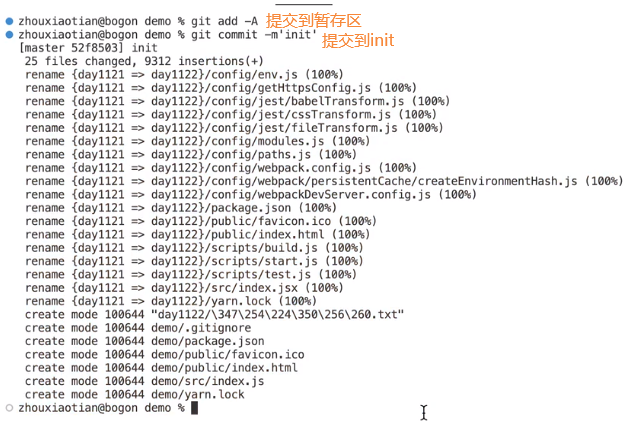 zhouxiaotian@bogon demo % git add -A 提交到暂存区
zhouxiaotian@bogon demo % git commit -m'init' 提交到init
[master 52f8503] init
25 files changed, 9312 insertions(+)
rename {day1121 => day1122}/config/env.js (100%)
rename {day1121 => day1122}/config/getHttpsConfig.js (100%)
rename {day1121 => day1122}/config/jest/babelTransform.js (100%)
rename {day1121 => day1122}/config/jest/cssTransform.js (100%)
rename {day1121 => day1122}/config/jest/fileTransform.js (100%)
rename {day1121 => day1122}/config/modules.js (100%)
rename {day1121 => day1122}/config/paths.js (100%)
rename {day1121 => day1122}/config/webpack.config.js (100%)
rename {day1121 => day1122}/config/webpack/persistentCache/createEnvironmentHash.js (100%)
rename {day1121 => day1122}/config/webpackDevServer.config.js (100%)
rename {day1121 => day1122}/package.json (100%)
rename {day1121 => day1122}/public/favicon.ico (100%)
rename {day1121 => day1122}/public/index.html (100%)
rename {day1121 => day1122}/scripts/build.js (100%)
rename {day1121 => day1122}/scripts/start.js (100%)
rename {day1121 => day1122}/scripts/test.js (100%)
rename {day1121 => day1122}/src/index.jsx (100%)
rename {day1121 => day1122}/yarn.lock (100%)
create mode 100644 "day1122/\347\254\224\350\256\260.txt"
create mode 100644 demo/.gitignore
create mode 100644 demo/package.json
create mode 100644 demo/public/favicon.ico
create mode 100644 demo/public/index.html
create mode 100644 demo/src/index.js
create mode 100644 demo/yarn.lock
zhouxiaotian@bogon demo %